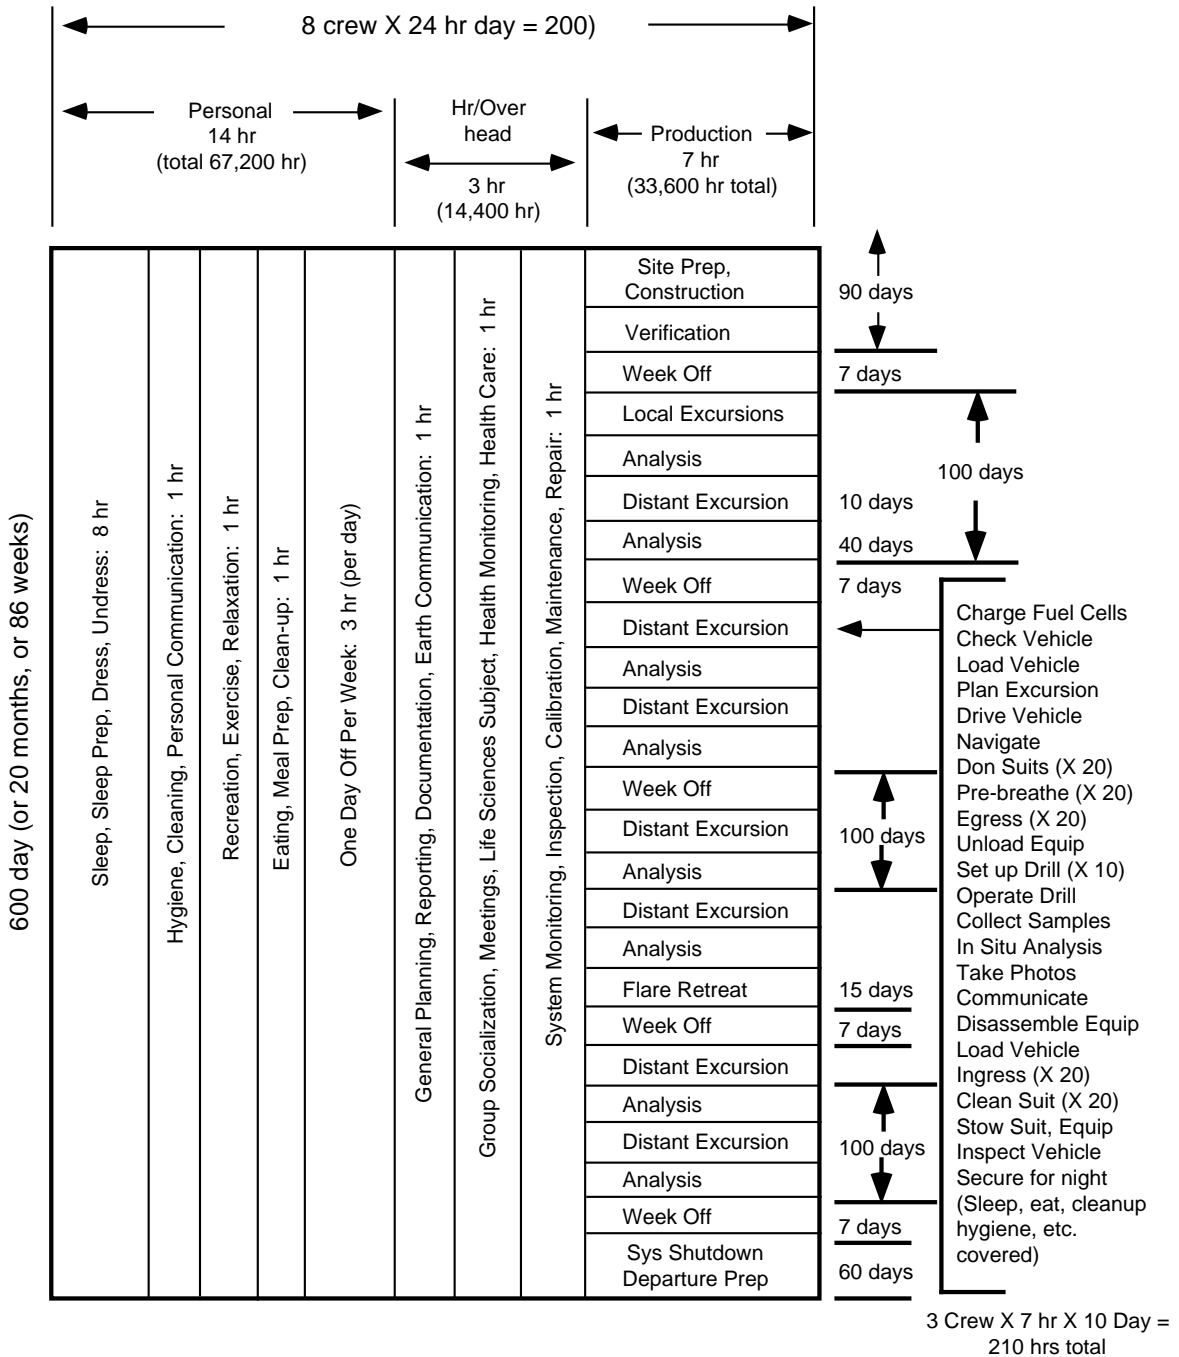 8 crew X 24 hr day = 200)
Personal
14 hr
(total 67,200 hr)
Hr/Over
head
3 hr
(14,400 hr)
Production
7 hr
(33,600 hr total)
600 day (or 20 months, or 86 weeks)
Sleep, Sleep Prep, Dress, Undress: 8 hr
Hygiene, Cleaning, Personal Communication: 1 hr
Recreation, Exercise, Relaxation: 1 hr
Eating, Meal Prep, Clean-up: 1 hr
One Day Off Per Week: 3 hr (per day)
General Planning, Reporting, Documentation, Earth Communication: 1 hr
Group Socialization, Meetings, Life Sciences Subject, Health Monitoring, Health Care: 1 hr
System Monitoring, Inspection, Calibration, Maintenance, Repair: 1 hr
Site Prep,
Construction
Verification
Week Off
Local Excursions
Analysis
Distant Excursion
Analysis
Week Off
Distant Excursion
Analysis
Distant Excursion
Analysis
Week Off
Distant Excursion
Analysis
Distant Excursion
Analysis
Flare Retreat
Week Off
Distant Excursion
Analysis
Distant Excursion
Analysis
Week Off
Sys Shutdown
Departure Prep
90 days
7 days
100 days
10 days
40 days
7 days
100 days
15 days
7 days
100 days
7 days
60 days
Charge Fuel Cells
Check Vehicle
Load Vehicle
Plan Excursion
Drive Vehicle
Navigate
Don Suits (X 20)
Pre-breathe (X 20)
Egress (X 20)
Unload Equip
Set up Drill (X 10)
Operate Drill
Collect Samples
In Situ Analysis
Take Photos
Communicate
Disassemble Equip
Load Vehicle
Ingress (X 20)
Clean Suit (X 20)
Stow Suit, Equip
Inspect Vehicle
Secure for night
(Sleep, eat, cleanup
hygiene, etc.
covered)
3 Crew X 7 hr X 10 Day =
210 hrs total